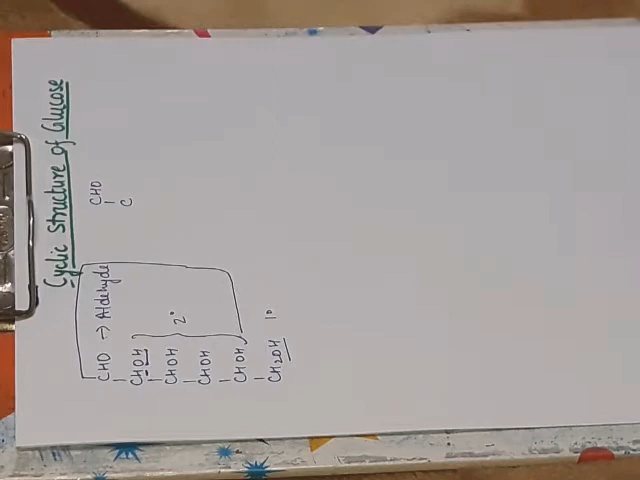 Cyclic Structure of Glucose
CHO → Aldehyde
CHOH
CHOH
CHOH
CHOH
CH2OH
2°
1°
CHO
C